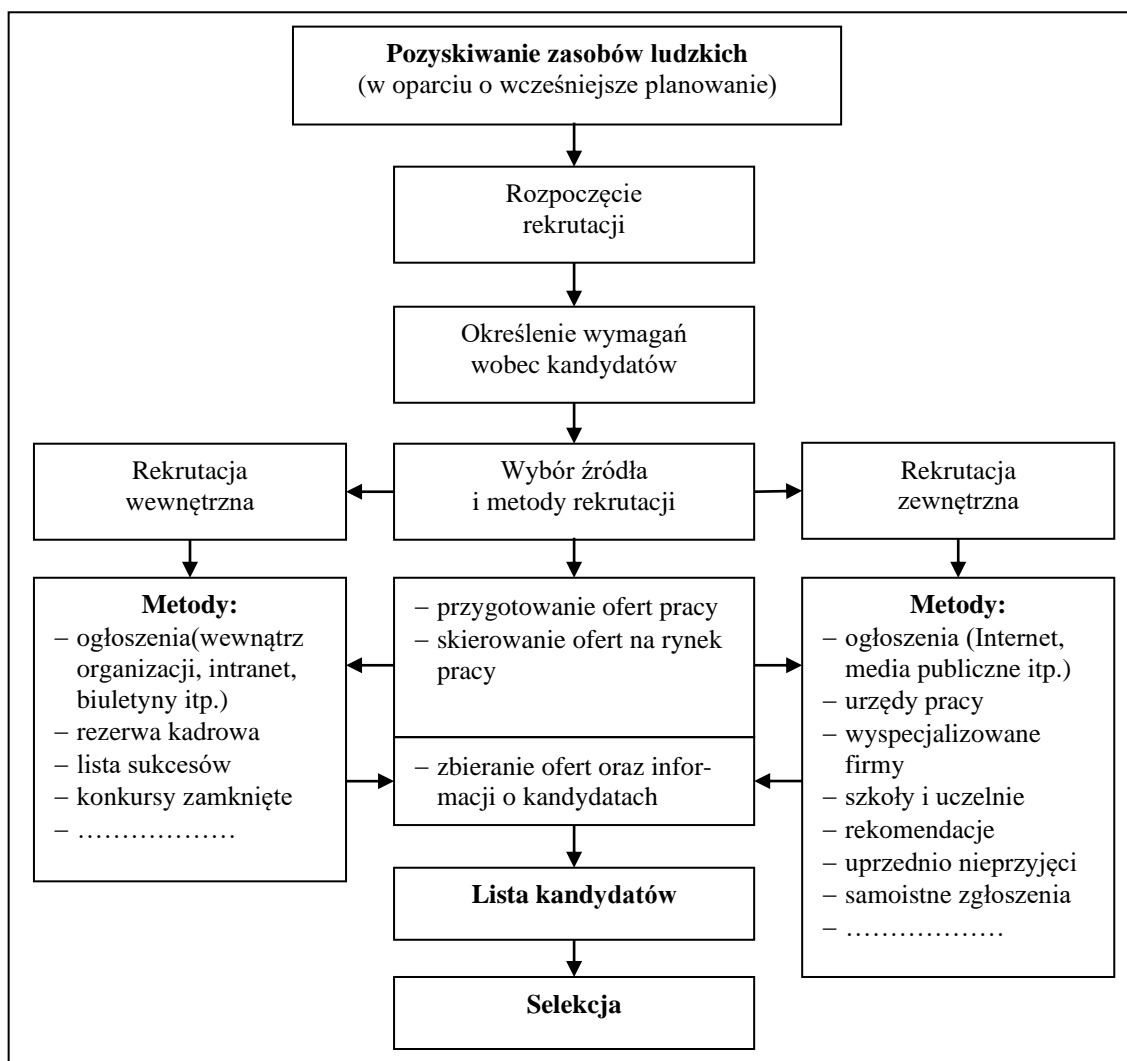 Pozyskiwanie zasobów ludzkich
(w oparciu o wcześniejsze planowanie)
Rozpoczęcie
rekrutacji
Określenie wymagań
wobec kandydatów
Rekrutacja
wewnętrzna
Wybór źródła
i metody rekrutacji
Rekrutacja
zewnętrzna
Metody:
– ogłoszenia(wewnątrz
organizacji, intranet,
biuletyny itp.)
– rezerwa kadrowa
– lista sukcesów
– konkursy zamknięte
– ………………
– przygotowanie ofert pracy
– skierowanie ofert na rynek
pracy
– zbieranie ofert oraz infor-
macji o kandydatach
Metody:
– ogłoszenia (Internet,
media publiczne itp.)
– urzędy pracy
– wyspecjalizowane
firmy
– szkoły i uczelnie
– rekomendacje
– uprzednio nieprzyjęci
– samoistne zgłoszenia
– ………………
Lista kandydatów
Selekcja